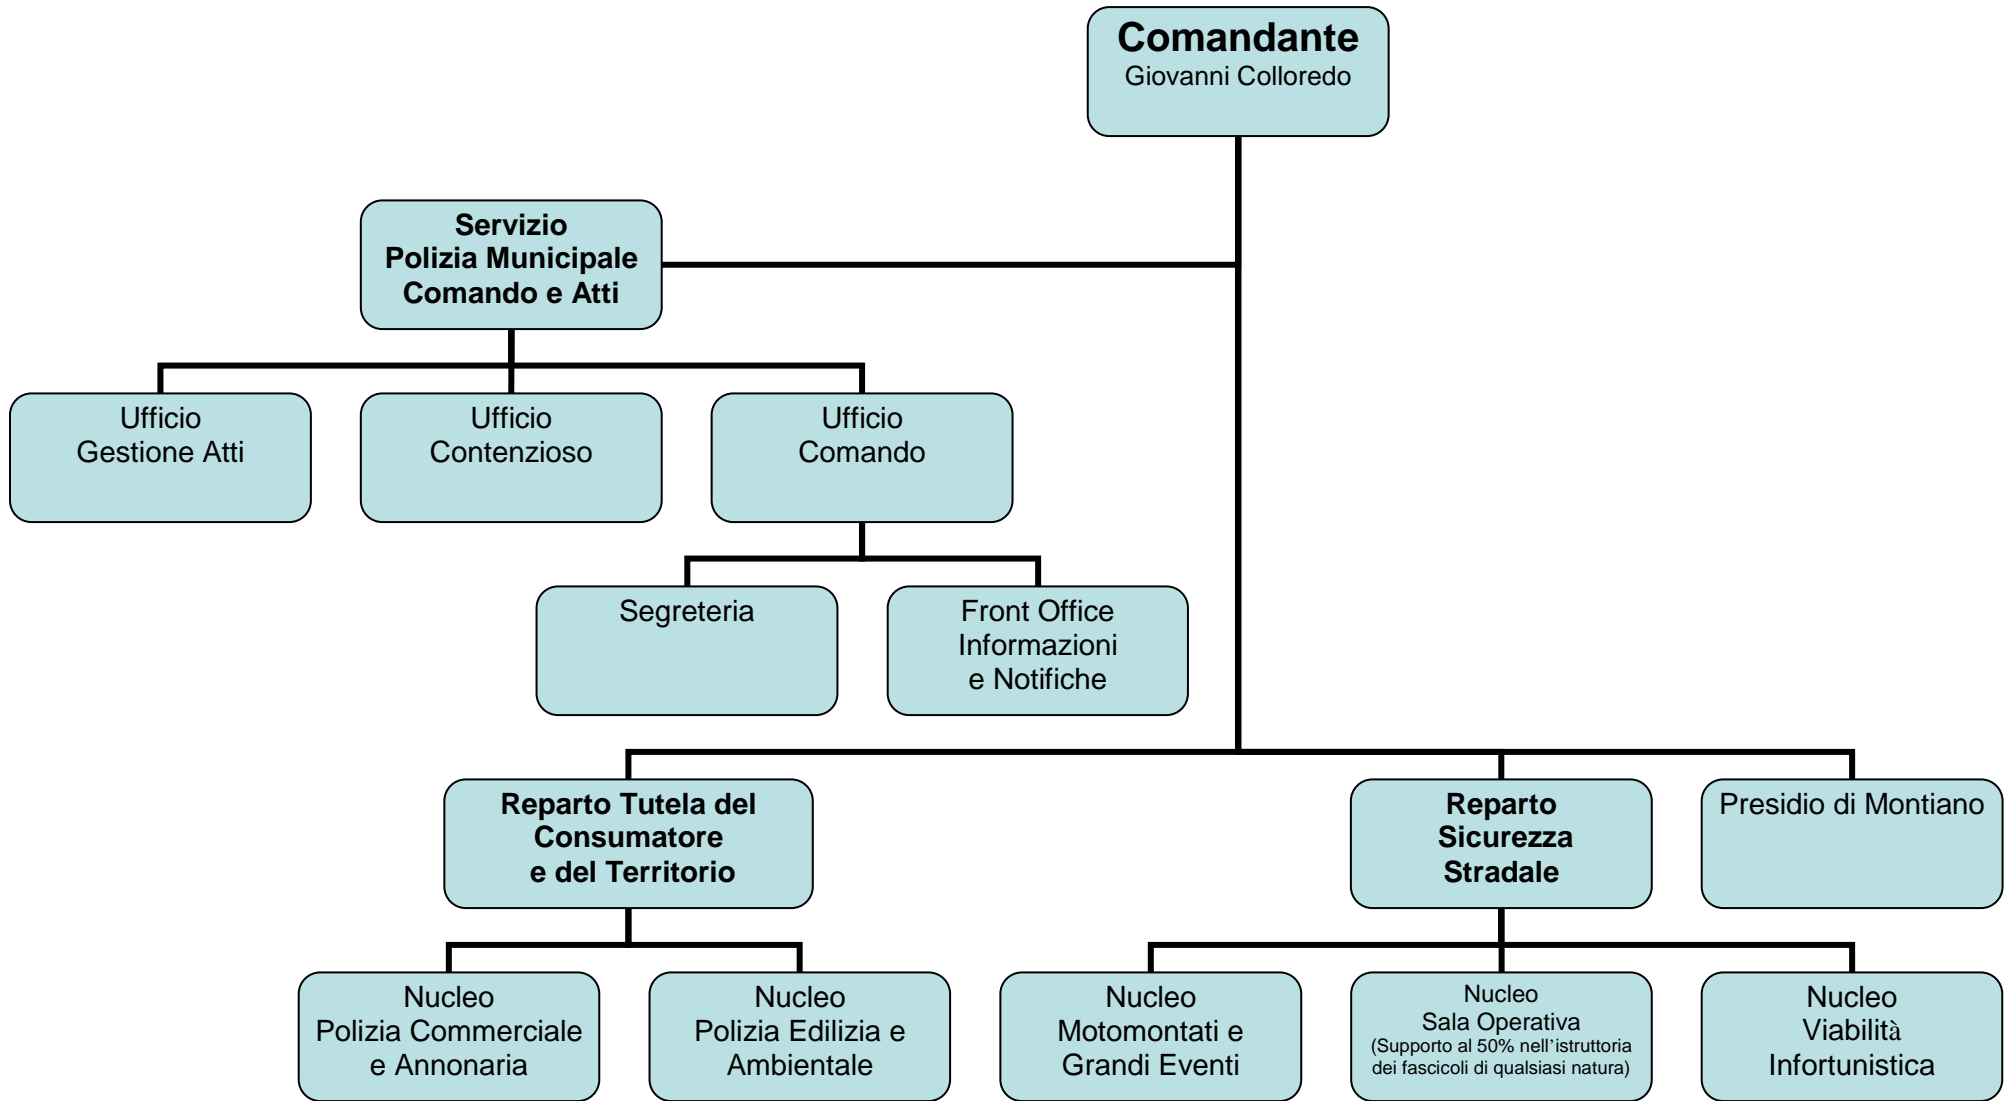 Comandante
Giovanni Colloredo
Servizio
Polizia Municipale
Comando e Atti
Ufficio
Gestione Atti
Ufficio
Contenzioso
Ufficio
Comando
Segreteria
Front Office
Informazioni
e Notifiche
Reparto Tutela del
Consumatore
e del Territorio
Reparto
Sicurezza
Stradale
Presidio di Montiano
Nucleo
Polizia Commerciale
e Annonaria
Nucleo
Polizia Edilizia e
Ambientale
Nucleo
Motomontati e
Grandi Eventi
Nucleo
Sala Operativa
(Supporto al 50% nell'istruttoria
dei fascicoli di qualsiasi natura)
Nucleo
Viabilità
Infortunistica